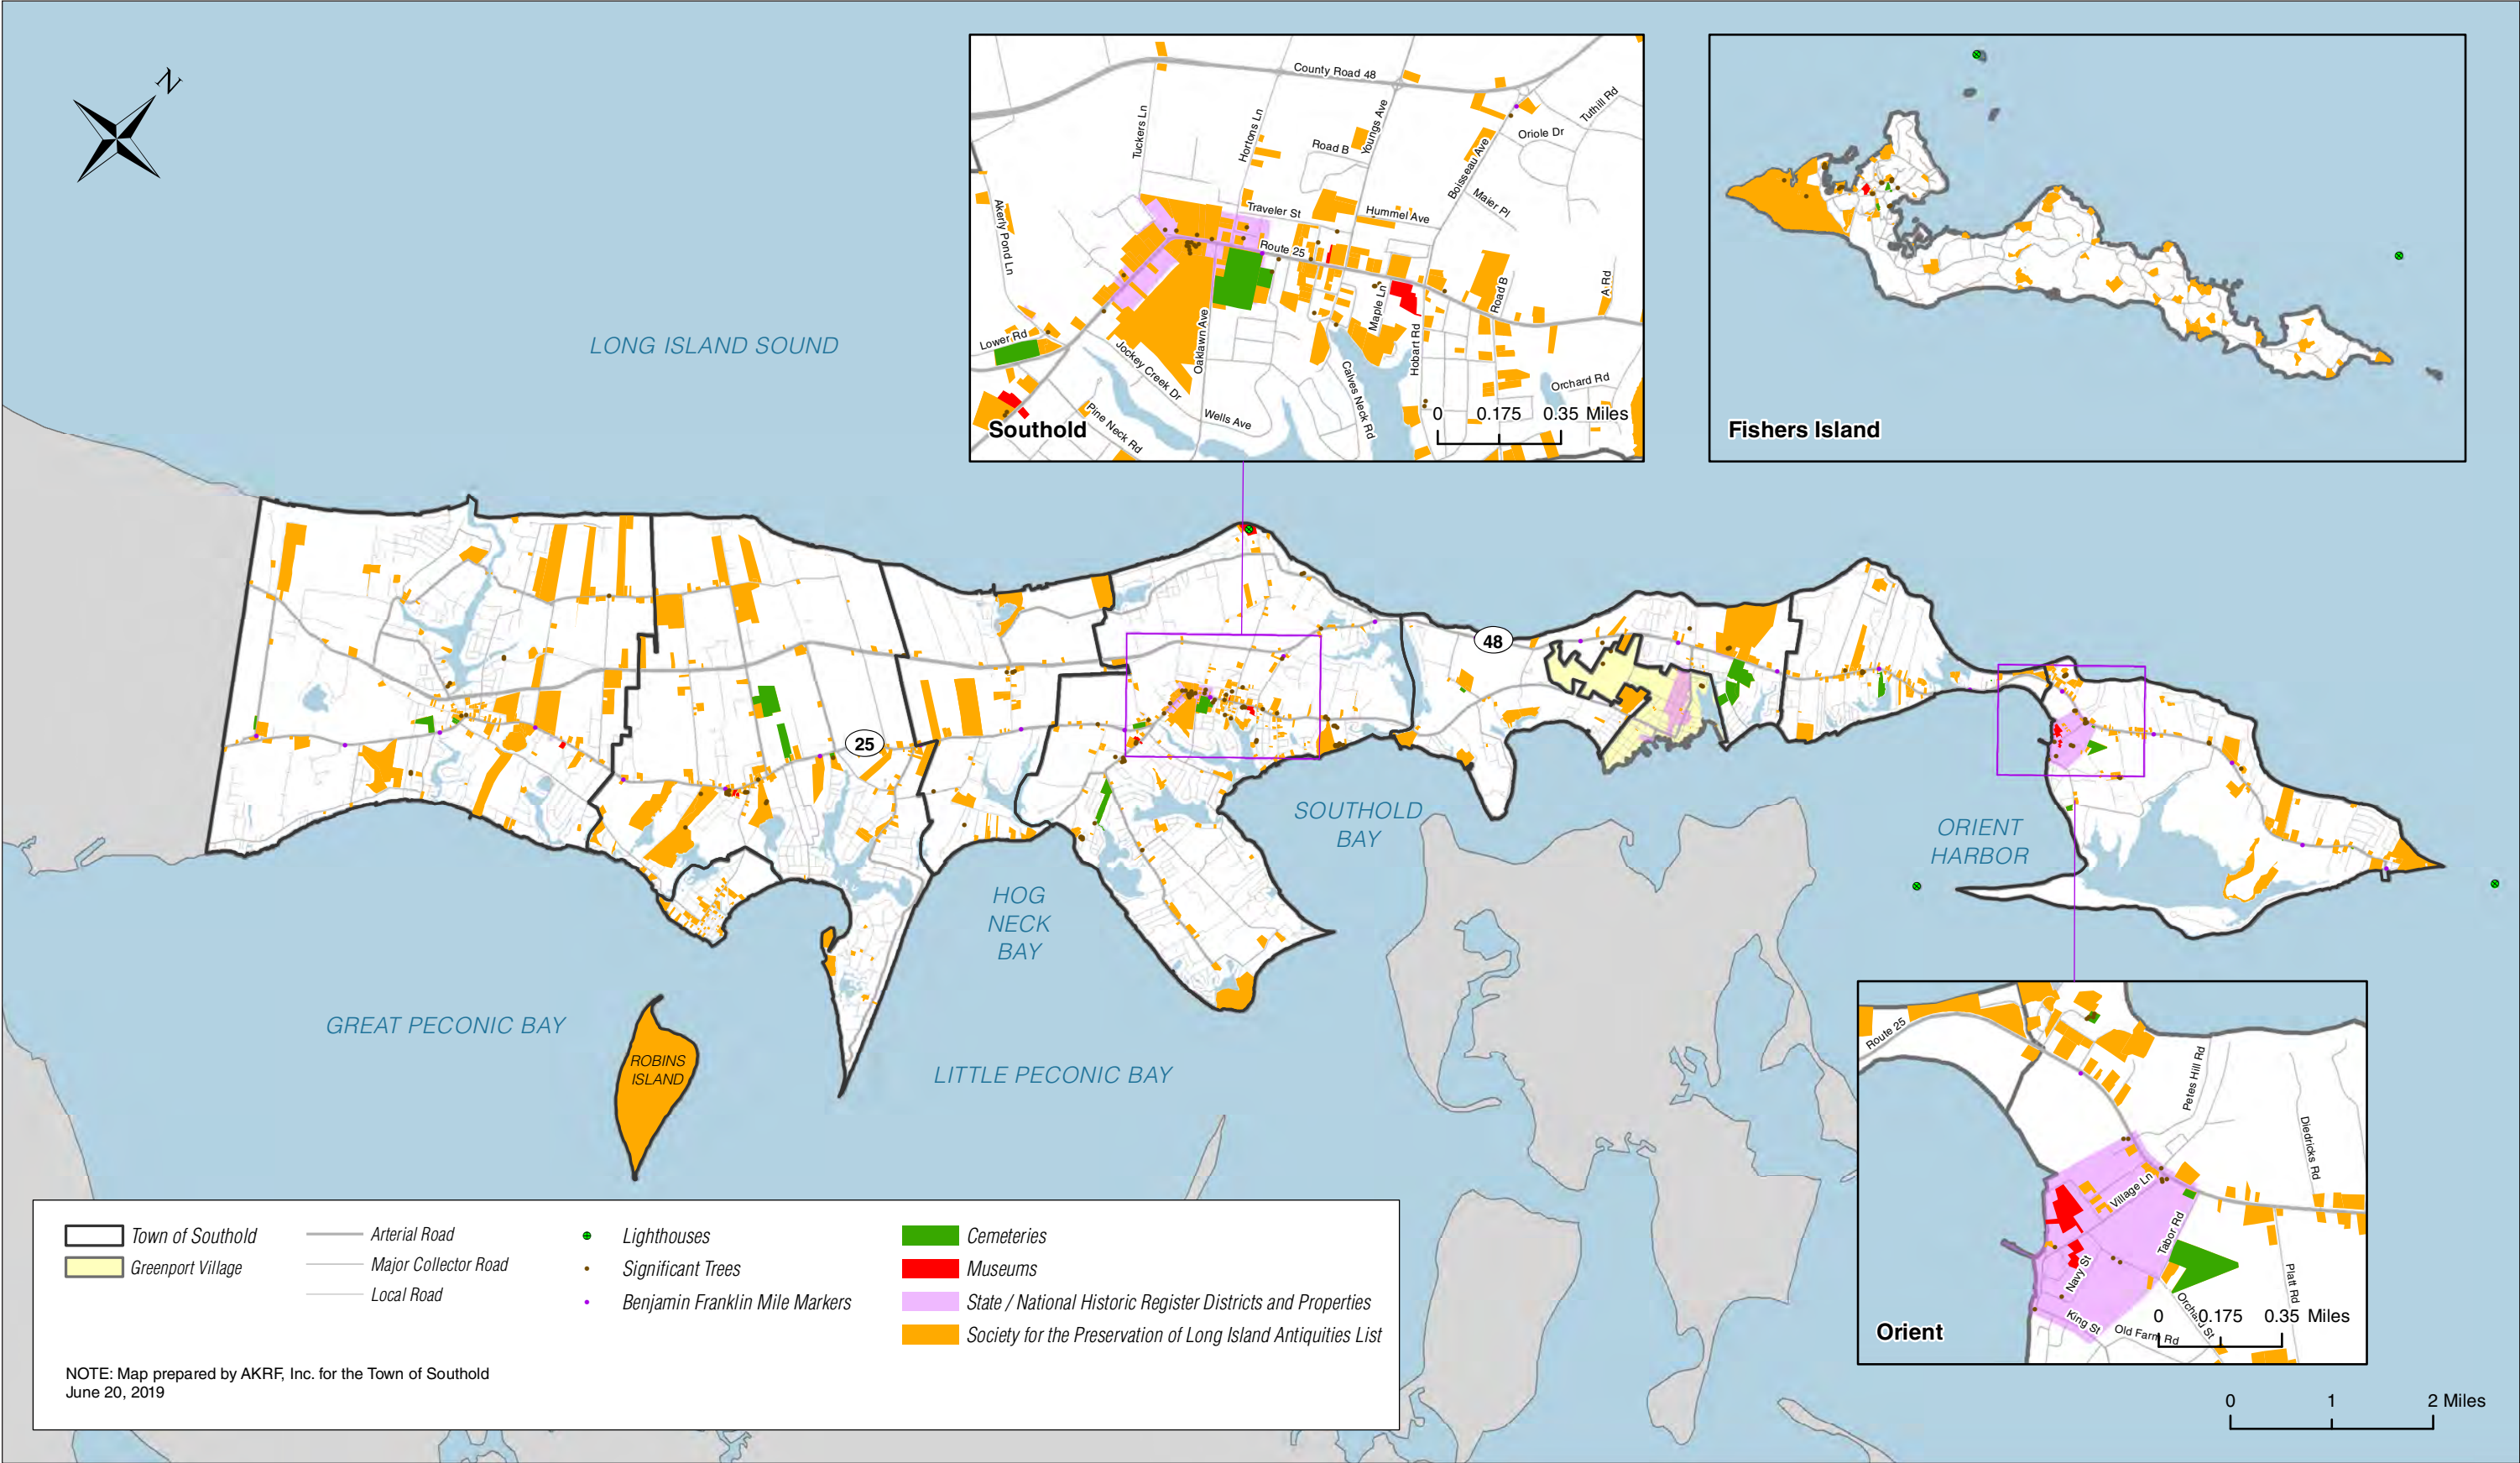 N
County Road 48
Tuckers Ln
Hortons Ln
Youngs Ave
Road B
Boisseau Ave
Oriole Dr
Tuthill Rd
Maier Pl
Akerly Pond Ln
Traveler St
Hummel Ave
Route 25
Road B
A Rd
Lower Rd
Jockey Creek Dr
Oaklawn Ave
Maple Ln
Hobart Rd
Calves Neck Rd
Orchard Rd
Wells Ave
Pine Neck Rd
0 0.175 0.35 Miles
Southold
Fishers Island
LONG ISLAND SOUND
48
25
SOUTHOLD
BAY
ORIENT
HARBOR
HOG
NECK
BAY
GREAT PECONIC BAY
ROBINS
ISLAND
LITTLE PECONIC BAY
Route 25
Petes Hill Rd
Diedricks Rd
Village Ln
Tabor Rd
Navy St
Platt Rd
King St
Orchard St
Old Farm Rd
0 0.175 0.35 Miles
Orient
Town of Southold
Greenport Village
Arterial Road
Major Collector Road
Local Road
Lighthouses
Significant Trees
Benjamin Franklin Mile Markers
Cemeteries
Museums
State / National Historic Register Districts and Properties
Society for the Preservation of Long Island Antiquities List
NOTE: Map prepared by AKRF, Inc. for the Town of Southold
June 20, 2019
0 1 2 Miles